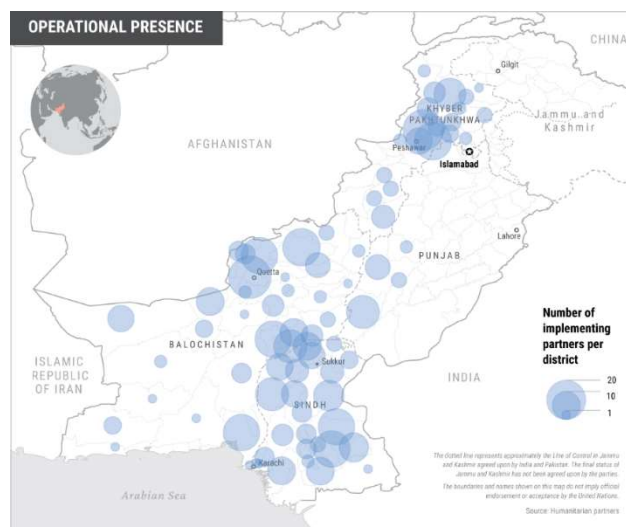 OPERATIONAL PRESENCE
CHINA
Gilgit
KHYBER
PAKHTUNKHWA
Jammu and
Kashmir
AFGHANISTAN
Peshawar
Islamabad
Lahore
PUNJAB
Quetta
Number of
implementing
partners per
district
BALOCHISTAN
ISLAMIC
REPUBLIC
OF IRAN
Sukkur
INDIA
20
10
1
SINDH
The dotted line represents approximately the Line of Control in Jammu
and Kashmir agreed upon by India and Pakistan. The final status of
Jammu and Kashmir has not been agreed upon by the parties.
Karachi
The boundaries and names shown on this map do not imply official
endorsement or acceptance by the United Nations.
Arabian Sea
Source: Humanitarian partners